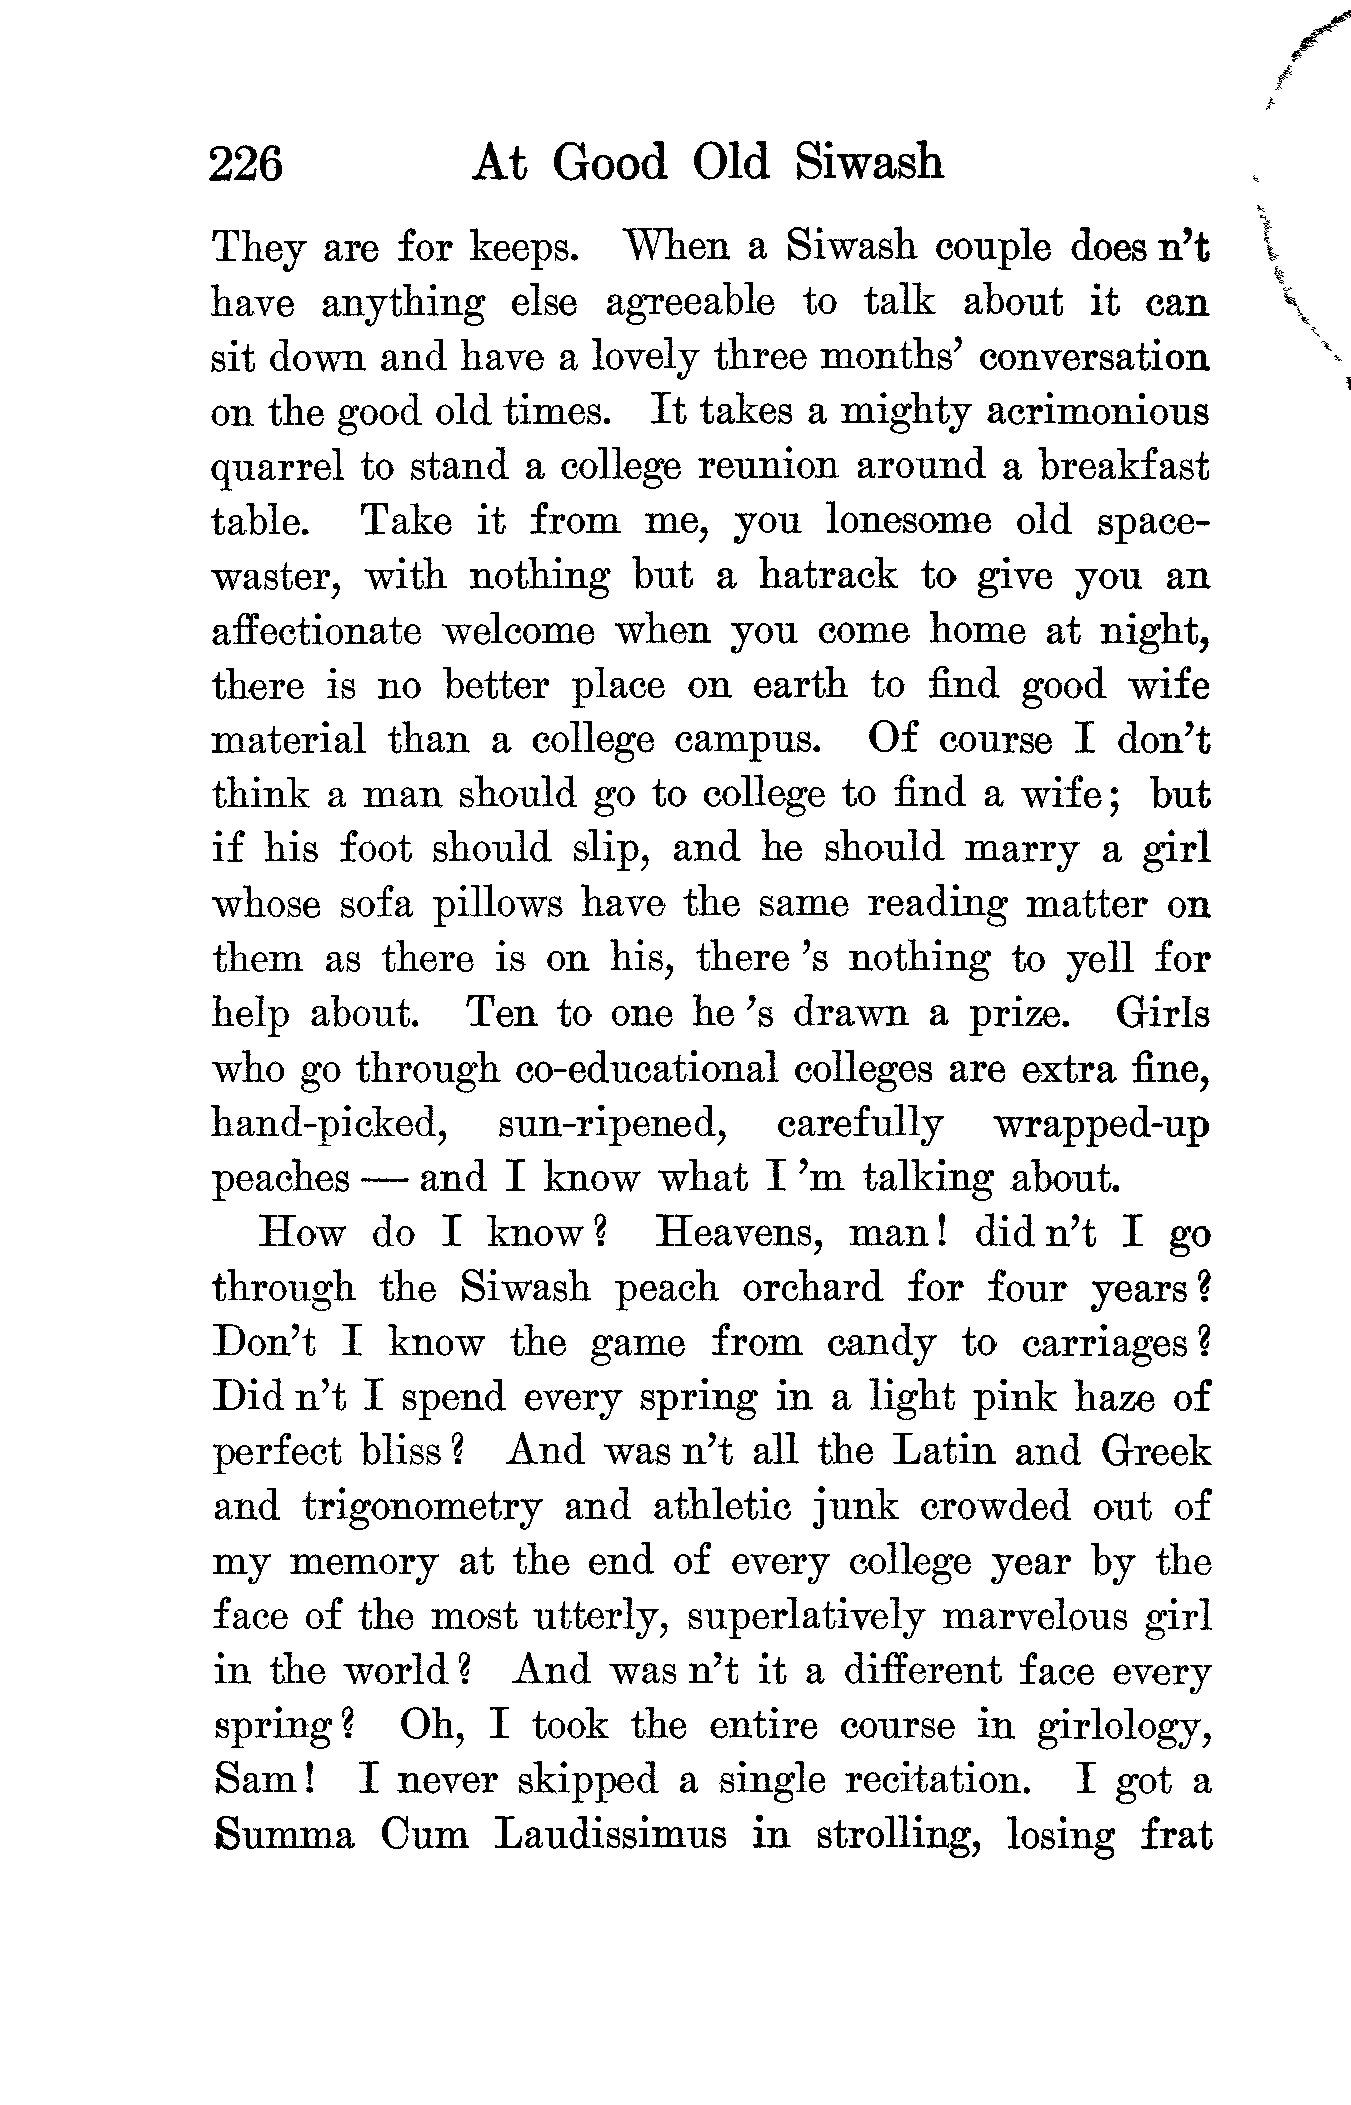 226 At Good Old Siwash
They are for keeps. When a Siwash couple does n't
have anything else agreeable to talk about it can
sit down and have a lovely three months' conversation
on the good old times. It takes a mighty acrimonious
quarrel to stand a college reunion around a breakfast
table. Take it from me, you lonesome old space-
waster, with nothing but a hatrack to give you an
affectionate welcome when you come home at night,
there is no better place on earth to find good wife
material than a college campus. Of course I don't
think a man should go to college to find a wife; but
if his foot should slip, and he should marry a girl
whose sofa pillows have the same reading matter on
them as there is on his, there 's nothing to yell for
help about. Ten to one he 's drawn a prize. Girls
who go through co-educational colleges are extra fine,
hand-picked, sun-ripened, carefully wrapped-up
peaches — and I know what I 'm talking about.
How do I know? Heavens, man! did n't I go
through the Siwash peach orchard for four years?
Don't I know the game from candy to carriages?
Did n't I spend every spring in a light pink haze of
perfect bliss? And was n't all the Latin and Greek
and trigonometry and athletic junk crowded out of
my memory at the end of every college year by the
face of the most utterly, superlatively marvelous girl
in the world? And was n't it a different face every
spring? Oh, I took the entire course in girlology,
Sam! I never skipped a single recitation. I got a
Summa Cum Laudissimus in strolling, losing frat